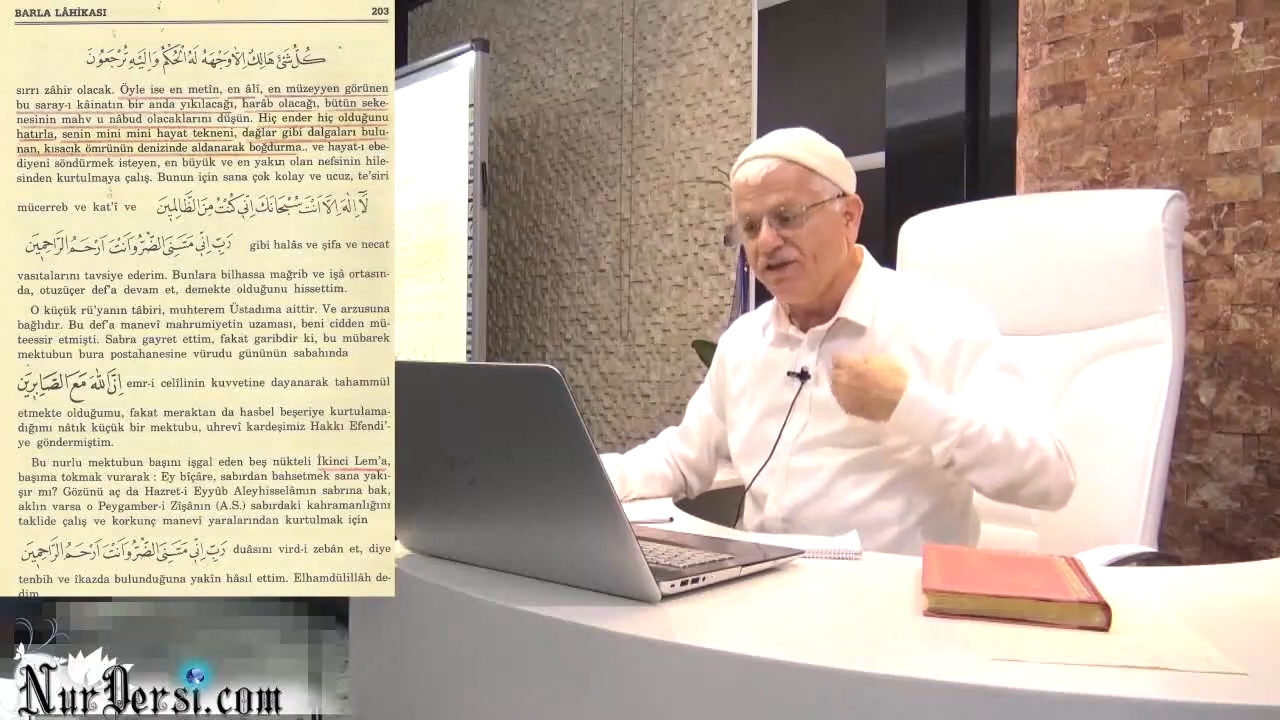 BARLA LÂHİKASI 203
كُلُّ شَيْءٍ هَالِكٌ اِلَّا وَجْهَهُ لَهُ الْحُكْمُ وَاِلَيْهِ تُرْجَعُونَ
sırrı zâhir olacak. Öyle ise en metîn, en âlî, en müzeyyen görünen
bu saray-ı kâinatın bir anda yıkılacağı, harâb olacağı, bütün seke-
nesinin mahv u nâbud olacaklarını düşün. Hiç ender hiç olduğunu
hatırla, senin mini mini hayat tekneni, dağlar gibi dalgaları bulu-
nan, kısacık ömrünün denizinde aldanarak boğdurma.. ve hayat-ı ebe-
diyeni söndürmek isteyen, en büyük ve en yakın olan nefsinin hile-
sinden kurtulmaya çalış. Bunun için sana çok kolay ve ucuz, te'siri
mücerreb ve kat'î ve لَا اِلٰهَ اِلَّا اَنْتَ سُبْحَانَكَ اِنِّي كُنْتُ مِنَ الظَّالِمِينَ
رَبِّ اِنِّي مَسَّنِيَ الضُّرُّ وَاَنْتَ اَرْحَمُ الرَّاحِمِينَ gibi halâs ve şifa ve necat
vasıtalarını tavsiye ederim. Bunlara bilhassa mağrib ve işâ ortasın-
da, otuzüçer def'a devam et, demekte olduğunu hissettim.
O küçük rü'yanın tâbiri, muhterem Üstadıma aittir. Ve arzusuna
bağlıdır. Bu def'a manevî mahrumiyetin uzaması, beni cidden mü-
teessir etmişti. Sabra gayret ettim, fakat garibdir ki, bu mübarek
mektubun bura postahanesine vürudu gününün sabahında
اِنَّ اللّٰهَ مَعَ الصَّابِرِينَ emr-i celîlinin kuvvetine dayanarak tahammül
etmekte olduğumu, fakat meraktan da hasbel beşeriye kurtulama-
dığımı nâtık küçük bir mektubu, uhrevî kardeşimiz Hakkı Efendi'-
ye göndermiştim.
Bu nurlu mektubun başını işgal eden beş nükteli İkinci Lem'a,
başıma tokmak vurarak : Ey bîçâre, sabırdan bahsetmek sana yakı-
şır mı? Gözünü aç da Hazret-i Eyyûb Aleyhisselâmın sabrına bak,
aklın varsa o Peygamber-i Zîşânın (A.S.) sabırdaki kahramanlığını
taklide çalış ve korkunç manevî yaralarından kurtulmak için
رَبِّ اِنِّي مَسَّنِيَ الضُّرُّ وَاَنْتَ اَرْحَمُ الرَّاحِمِينَ duâsını vird-i zeban et, diye
tenbih ve ikazda bulunduğuna yakîn hâsıl ettim. Elhamdülillâh de-
dim
NurDersi.com